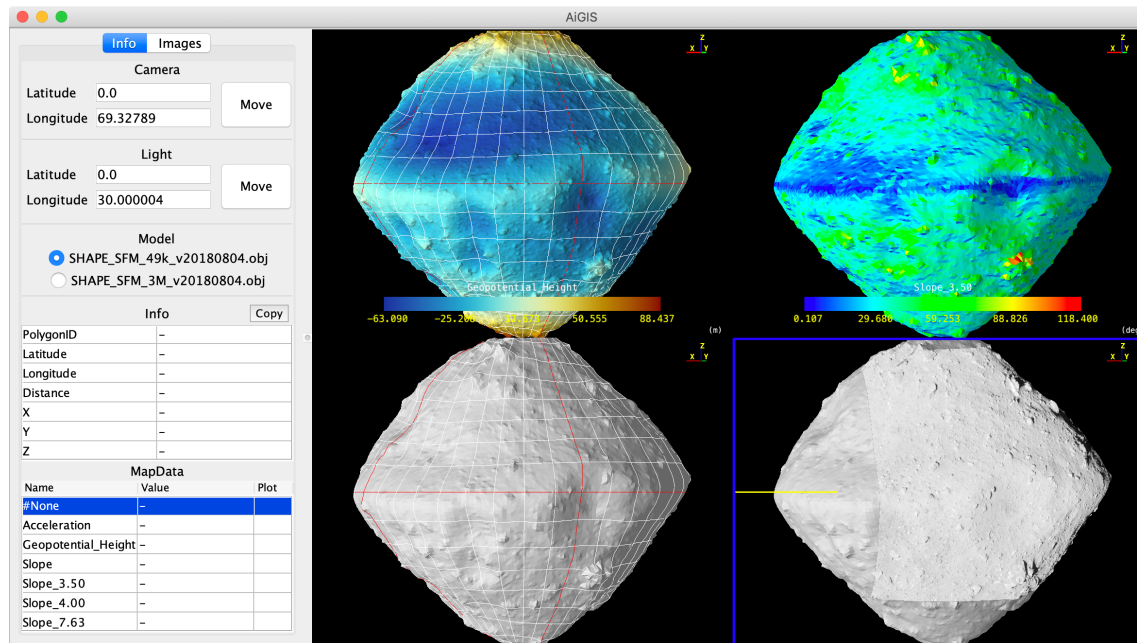 AiGIS
Info Images
Camera
Latitude 0.0
Longitude 69.32789
Move
Light
Latitude 0.0
Longitude 30.000004
Move
Model
SHAPE_SFM_49k_v20180804.obj
SHAPE_SFM_3M_v20180804.obj
Info Copy
PolygonID –
Latitude –
Longitude –
Distance –
X –
Y –
Z –
MapData
Name Value Plot
#None –
Acceleration –
Geopotential_Height –
Slope –
Slope_3.50 –
Slope_4.00 –
Slope_7.63 –
Z
X Y
Geopotential_Height
-63.090 50.555 88.437
(m)
Z
X Y
Slope_3.50
0.107 29.680 59.253 88.826 118.400
(deg
Z
X Y
Z
X Y